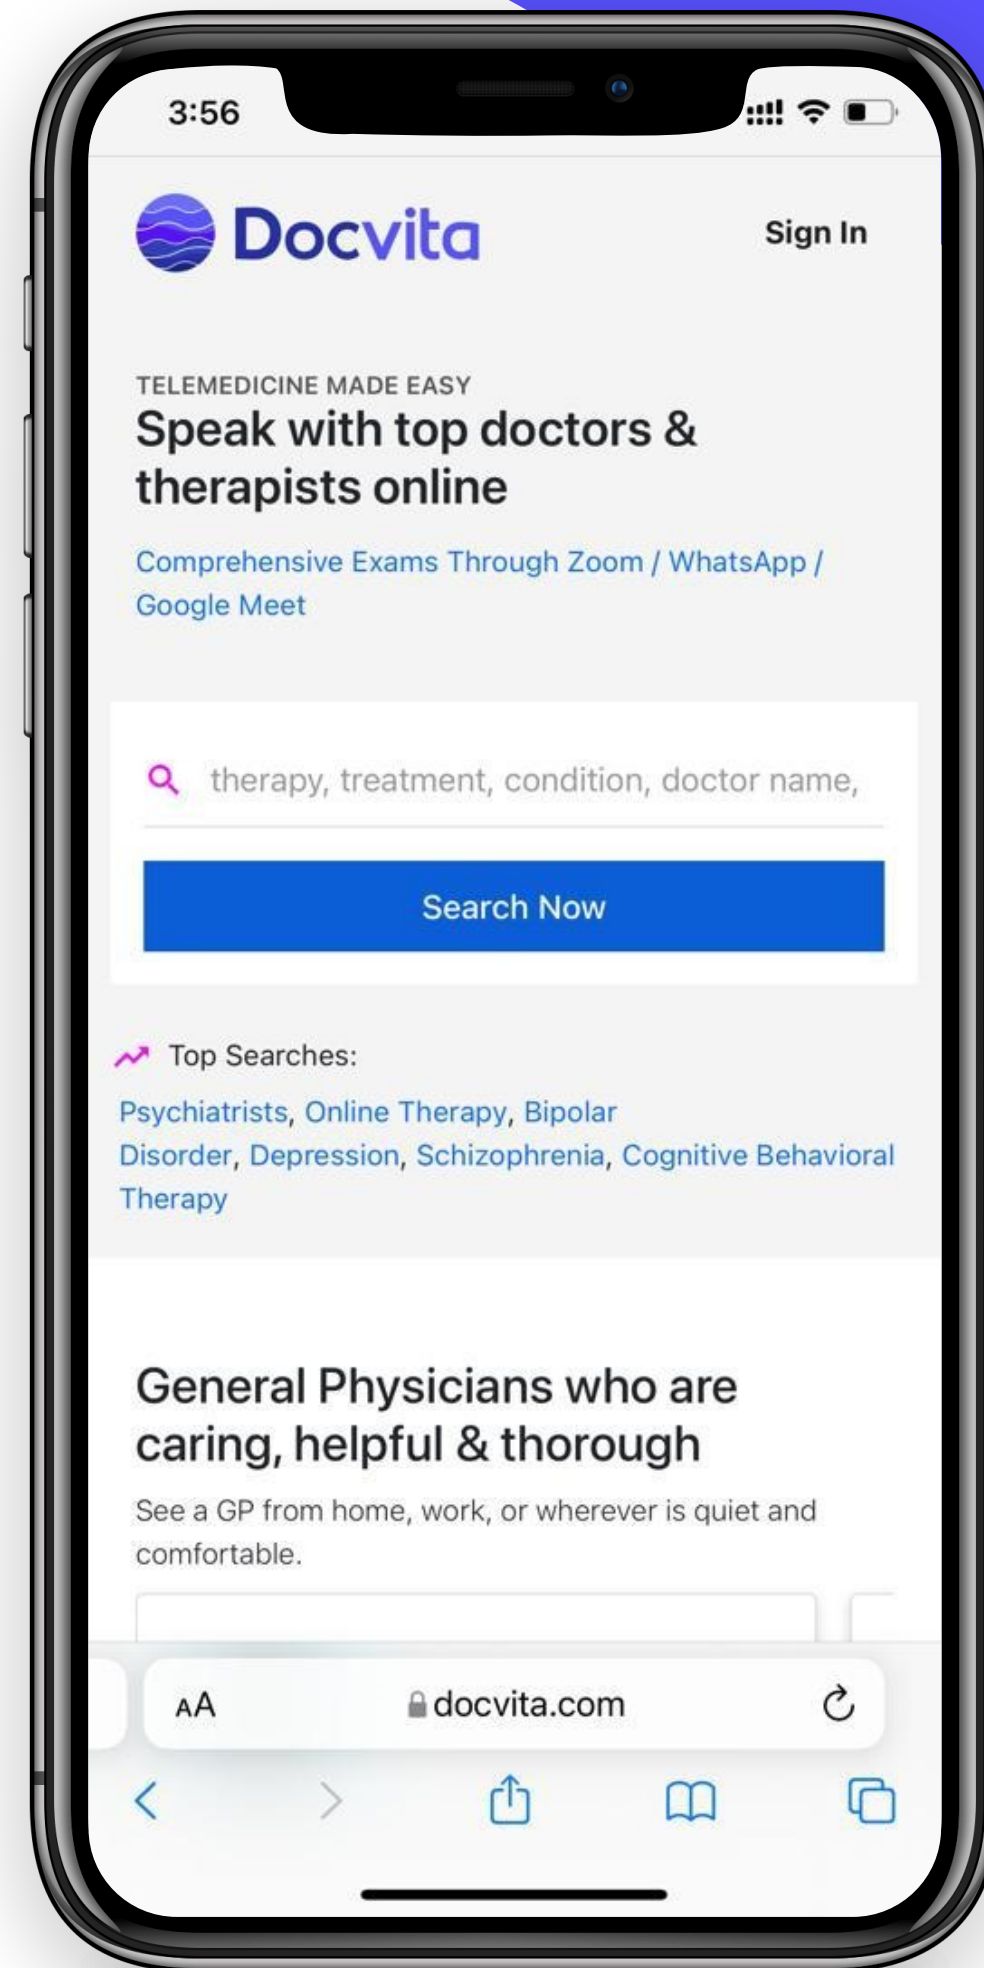 3:56
Docvita
Sign In
TELEMEDICINE MADE EASY
Speak with top doctors &
therapists online
Comprehensive Exams Through Zoom / WhatsApp /
Google Meet
therapy, treatment, condition, doctor name,
Search Now
Top Searches:
Psychiatrists, Online Therapy, Bipolar
Disorder, Depression, Schizophrenia, Cognitive Behavioral
Therapy
General Physicians who are
caring, helpful & thorough
See a GP from home, work, or wherever is quiet and
comfortable.
AA
docvita.com